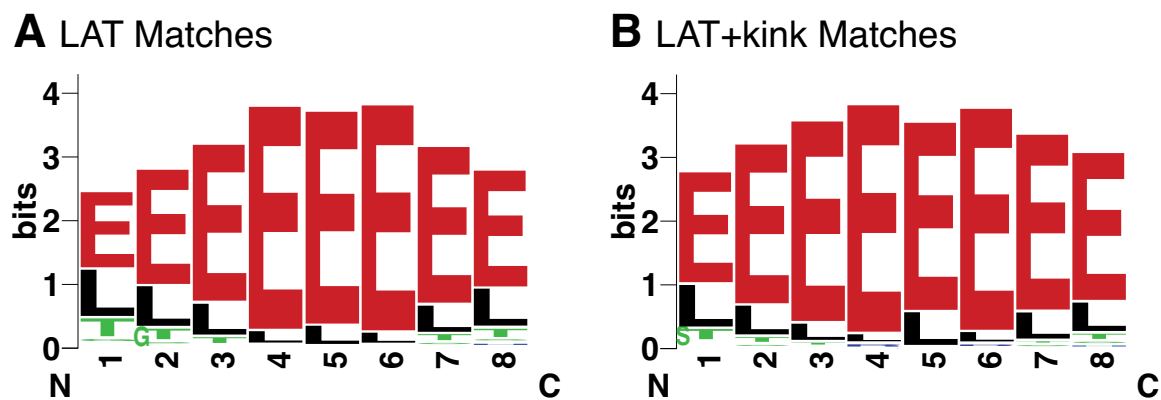 A LAT Matches
4
3
2
1
0
bits
E E E E E E E E
L L L L L L L L
T G T T T T
1 2 3 4 5 6 7 8
N C
B LAT+kink Matches
4
3
2
1
0
bits
E E E E E E E E
L L L L L L L L
S T T T T
1 2 3 4 5 6 7 8
N C